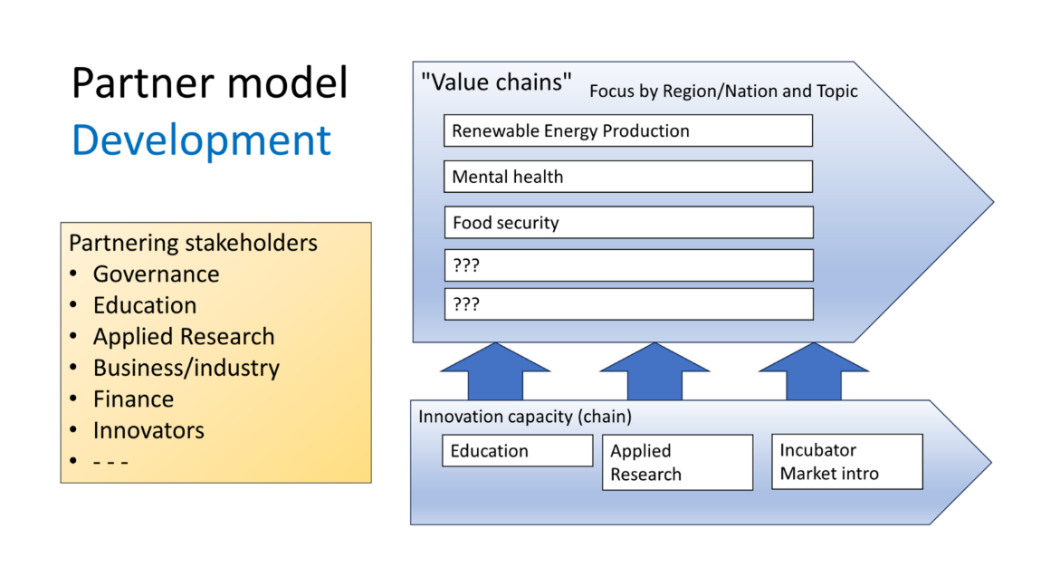 Partner model
Development
Partnering stakeholders
• Governance
• Education
• Applied Research
• Business/industry
• Finance
• Innovators
• - - -
"Value chains"
Focus by Region/Nation and Topic
Renewable Energy Production
Mental health
Food security
???
???
Innovation capacity (chain)
Education
Applied
Research
Incubator
Market intro